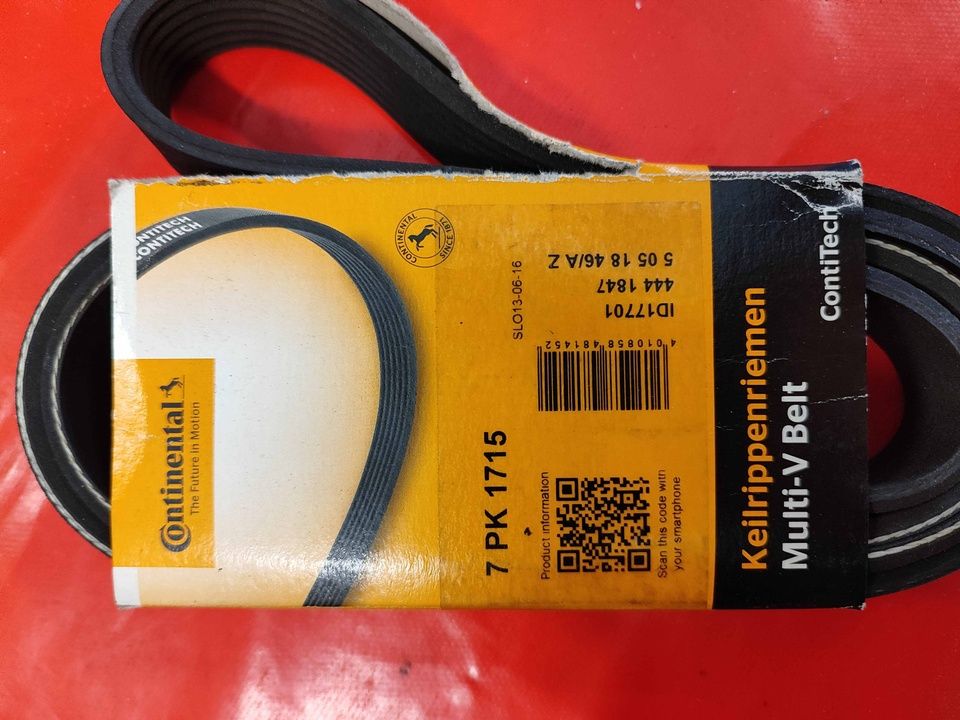 CONTITECH
CONTITECH
Continental
The Future in Motion
CONTINENTAL
SINCE 1871
7 PK 1715
SLO13-06-16
Product information
Scan this code with
your smartphone
4 010858 481452
ID17701
444 1847
5 05 18 46/A Z
Keilrippenriemen
Multi-V Belt
ContiTech